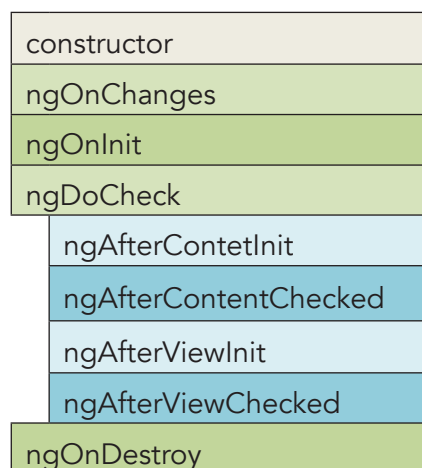 constructor
ngOnChanges
ngOnInit
ngDoCheck
ngAfterContetInit
ngAfterContentChecked
ngAfterViewInit
ngAfterViewChecked
ngOnDestroy